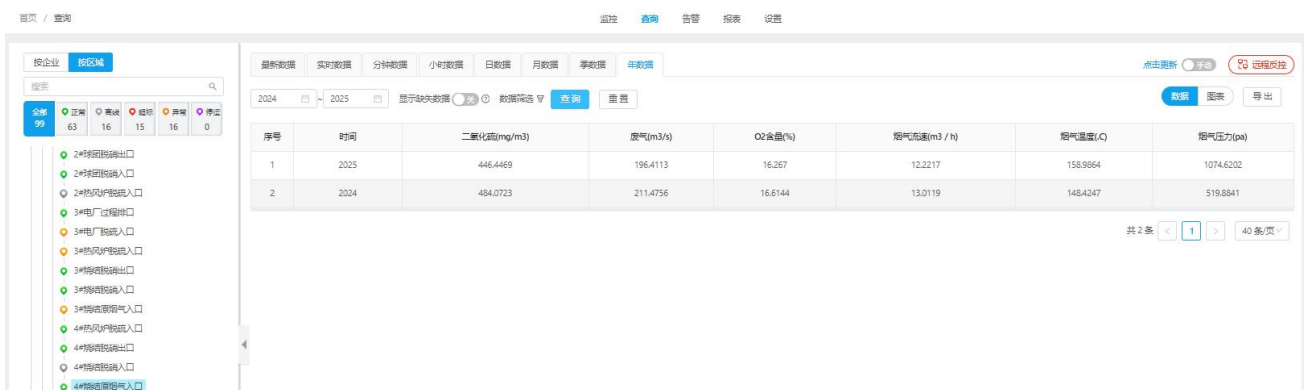 首页 / 查询
监控 查询 告警 报表 设置
按企业 按区域
搜索
全部 99
正常 63
离线 16
超标 15
异常 16
停运 0
2#球团脱硝出口
2#球团脱硝入口
2#热风炉脱硫入口
3#电厂过程排口
3#电厂脱硫入口
3#热风炉脱硫入口
3#烧结脱硝出口
3#烧结脱硝入口
3#烧结原烟气入口
4#热风炉脱硫入口
4#烧结脱硝出口
4#烧结脱硝入口
4#烧结原烟气入口
最新数据 实时数据 分钟数据 小时数据 日数据 月数据 季数据 年数据
点击更新 手动 远程反控
2024 ~ 2025 显示缺失数据 关 数据筛选 查询 重置
数据 图表 导出
序号 时间 二氧化硫(mg/m3) 废气(m3/s) O2含量(%) 烟气流速(m3 / h) 烟气温度(.C) 烟气压力(pa)
1 2025 446.4469 196.4113 16.267 12.2217 158.9864 1074.6202
2 2024 484.0723 211.4756 16.6144 13.0119 148.4247 519.8841
共 2 条 < 1 > 40 条/页